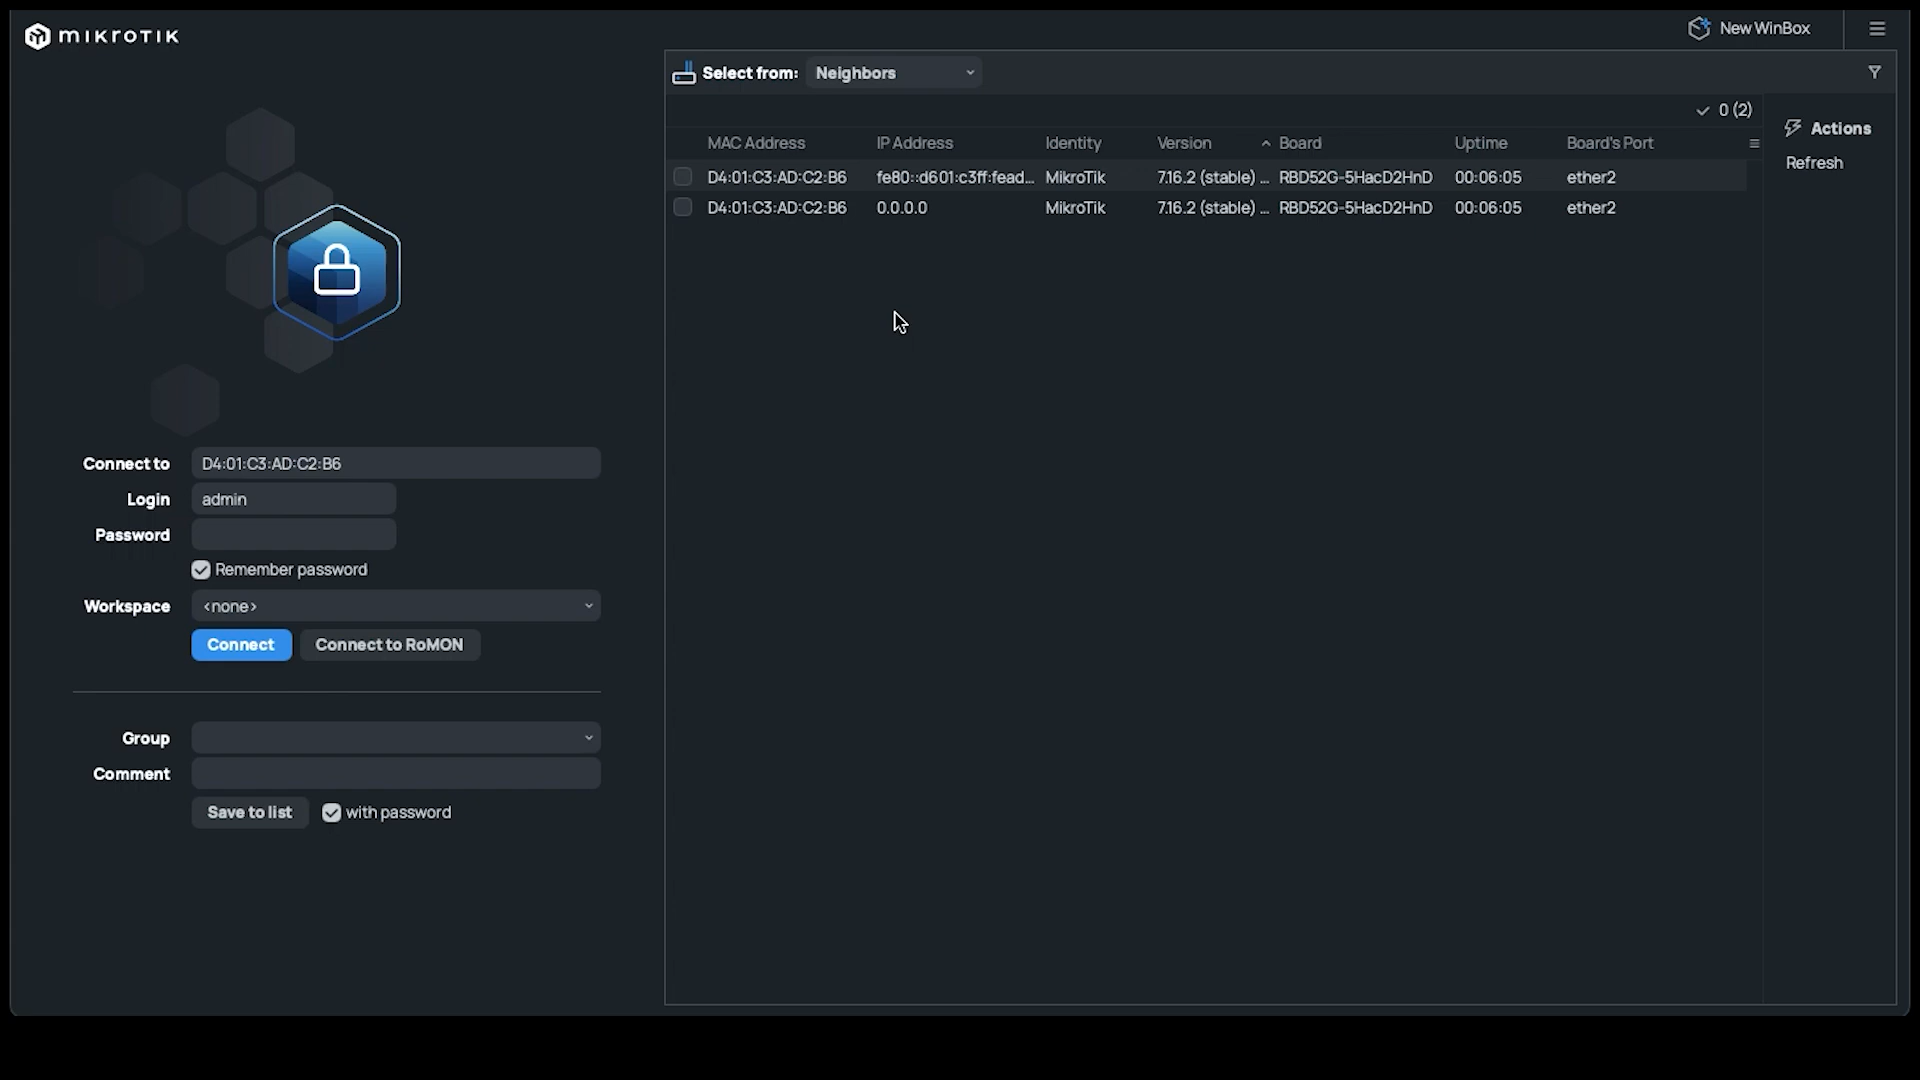 mikrotik
New WinBox
Select from: Neighbors
0 (2)
Actions
Refresh
MAC Address IP Address Identity Version Board Uptime Board's Port
D4:01:C3:AD:C2:B6 fe80::d601:c3ff:fead... MikroTik 7.16.2 (stable) ... RBD52G-5HacD2HnD 00:06:05 ether2
D4:01:C3:AD:C2:B6 0.0.0.0 MikroTik 7.16.2 (stable) ... RBD52G-5HacD2HnD 00:06:05 ether2
Connect to D4:01:C3:AD:C2:B6
Login admin
Password
Remember password
Workspace <none>
Connect Connect to RoMON
Group
Comment
Save to list with password